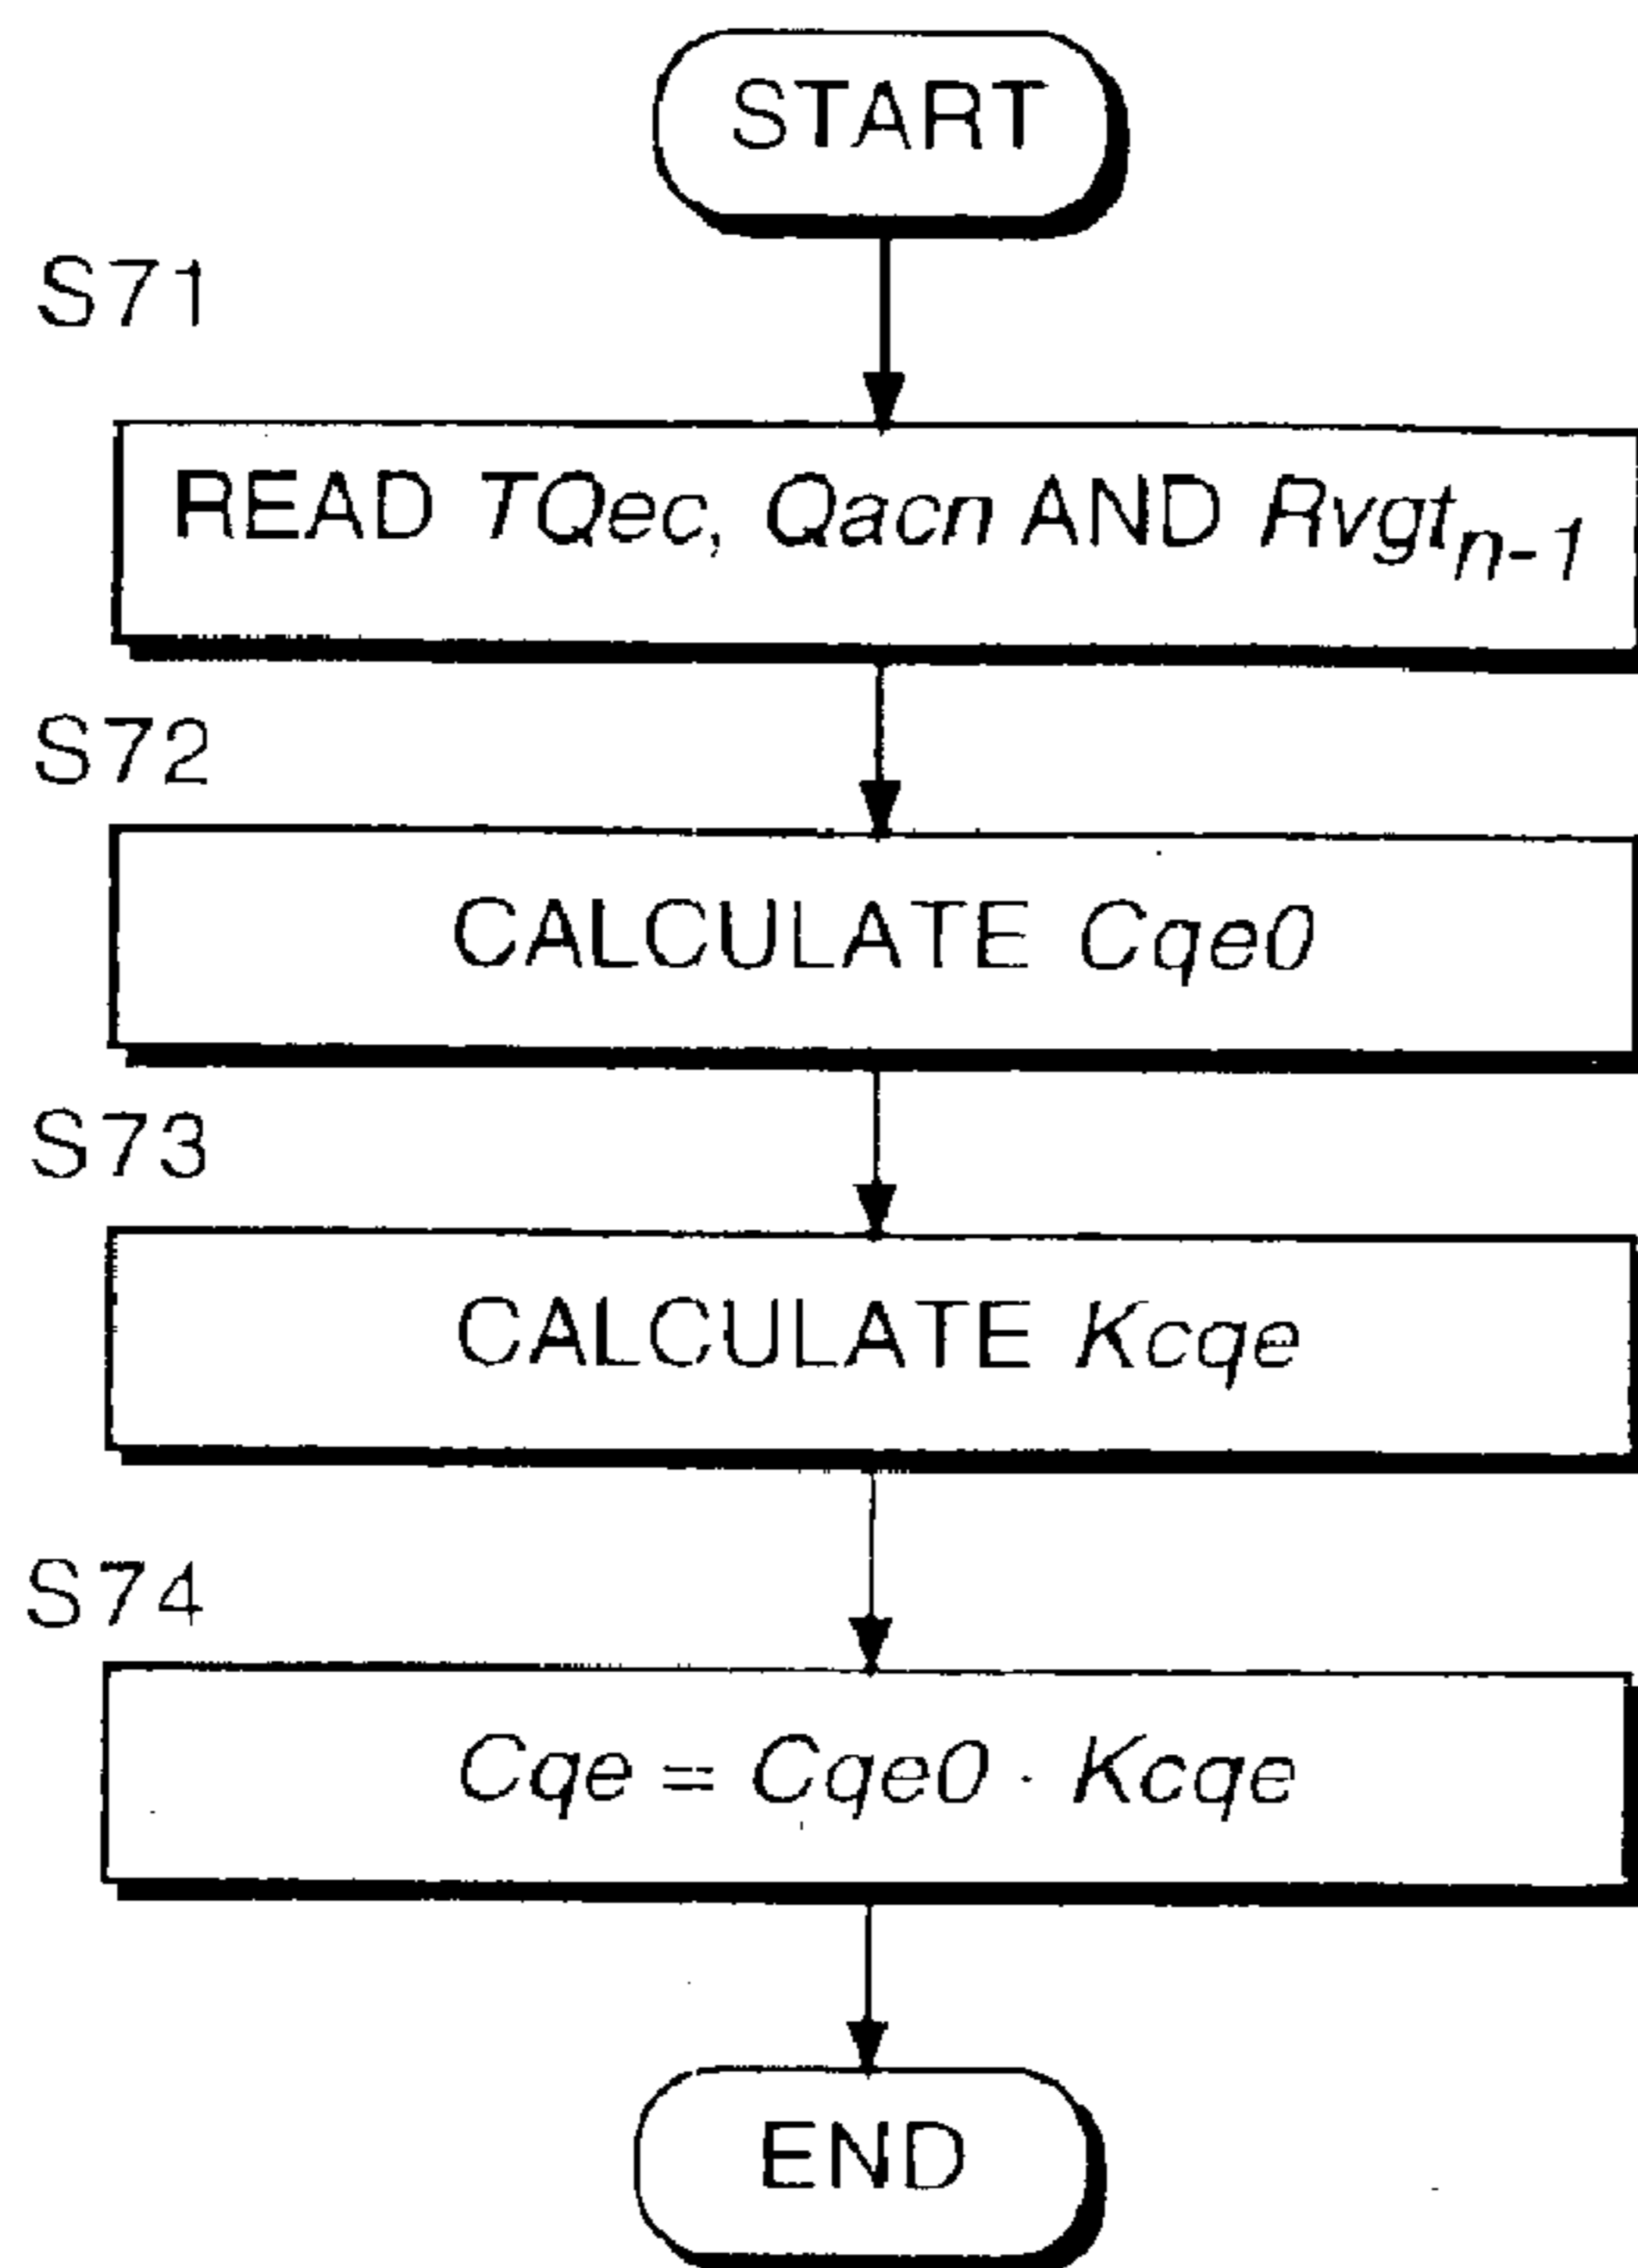 START
S71
READ TQec, Qacn AND Rvgtn-1
S72
CALCULATE Cqe0
S73
CALCULATE Kcqe
S74
Cqe = Cqe0 · Kcqe
END